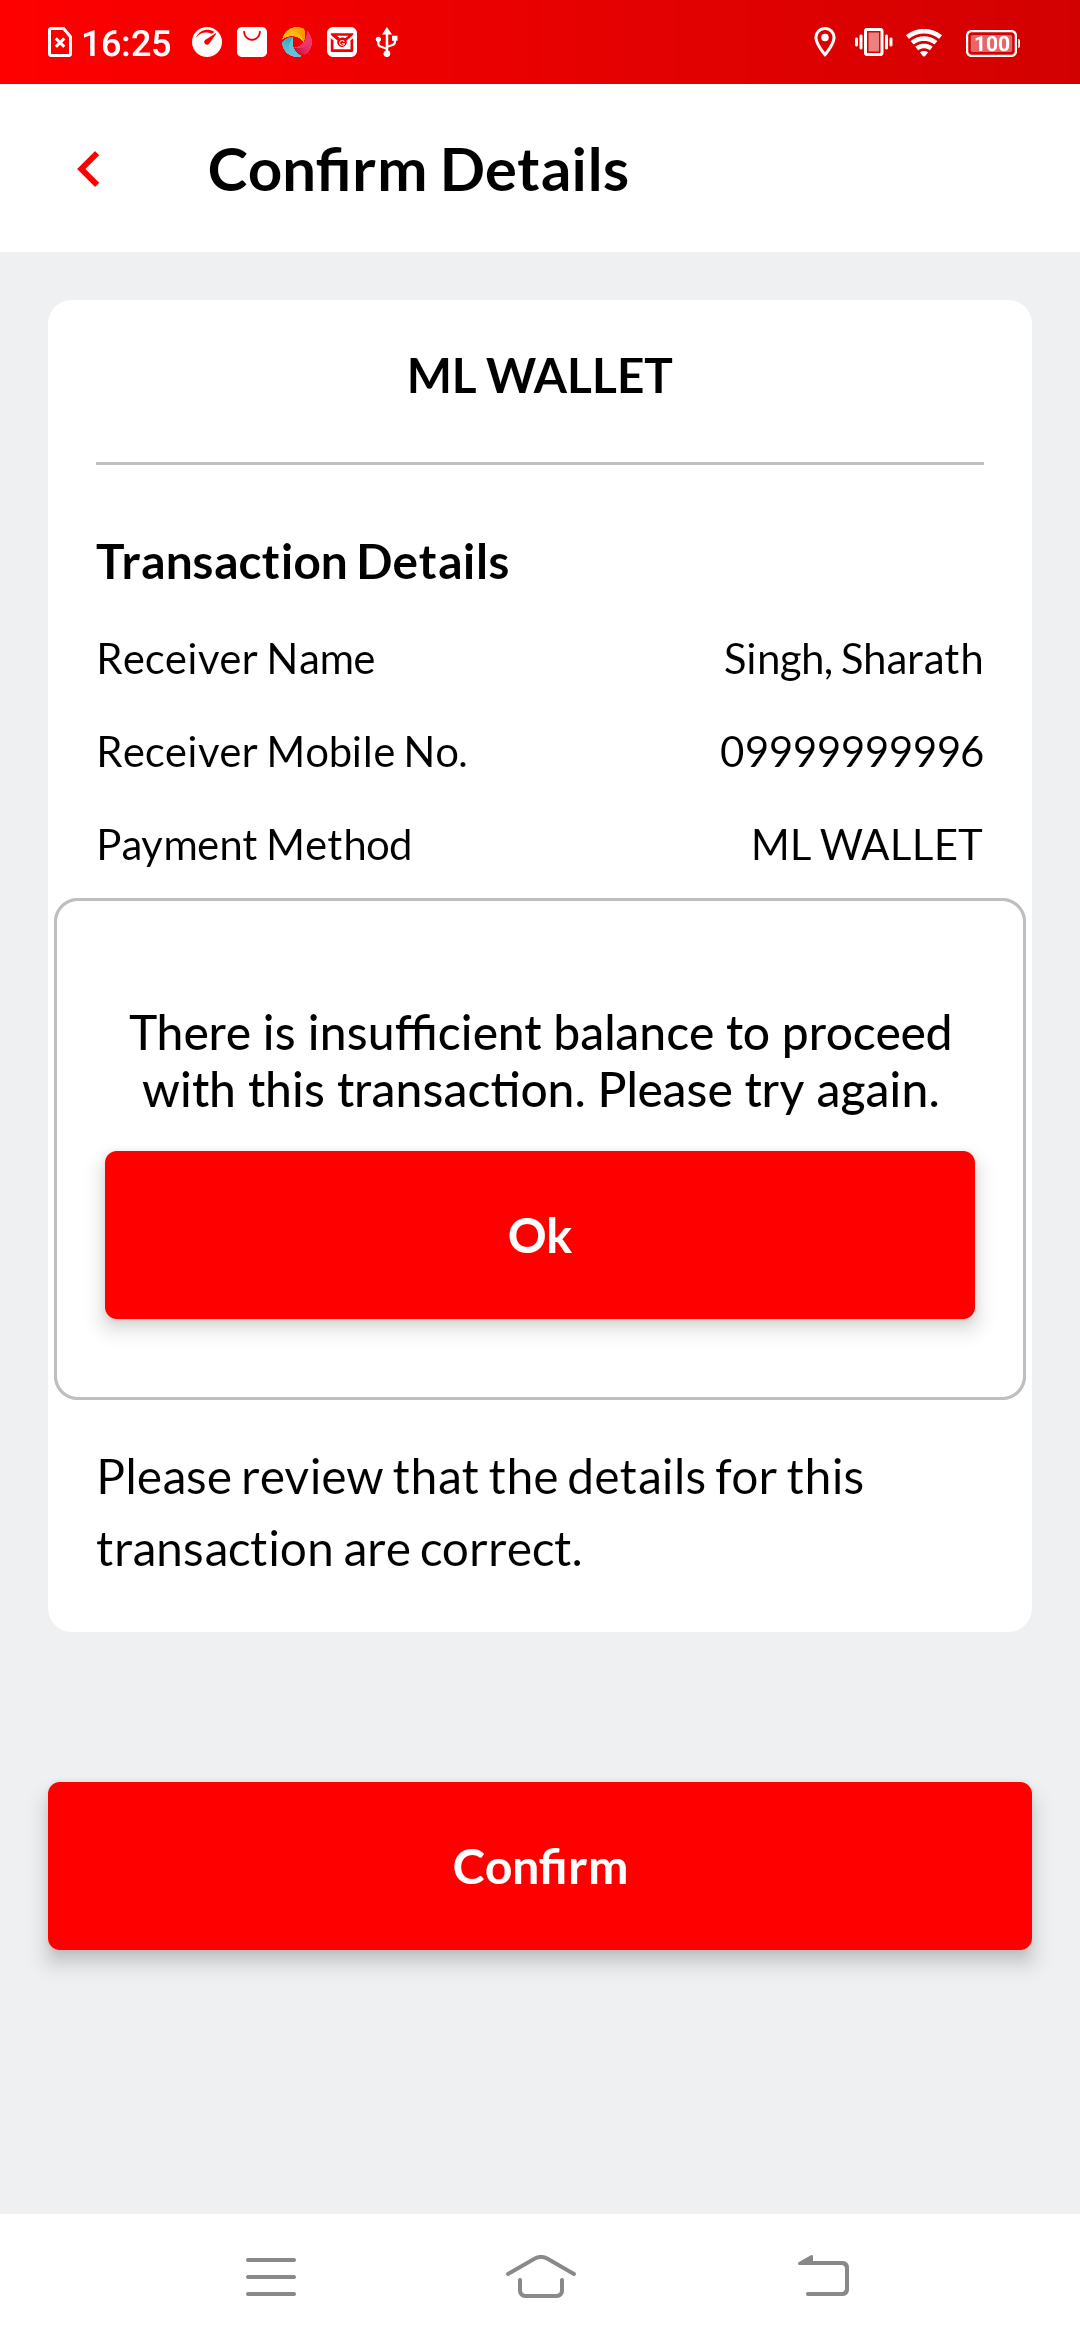 16:25
100
Confirm Details
ML WALLET
Transaction Details
Receiver Name Singh, Sharath
Receiver Mobile No. 09999999996
Payment Method ML WALLET
There is insufficient balance to proceed
with this transaction. Please try again.
Ok
Please review that the details for this
transaction are correct.
Confirm